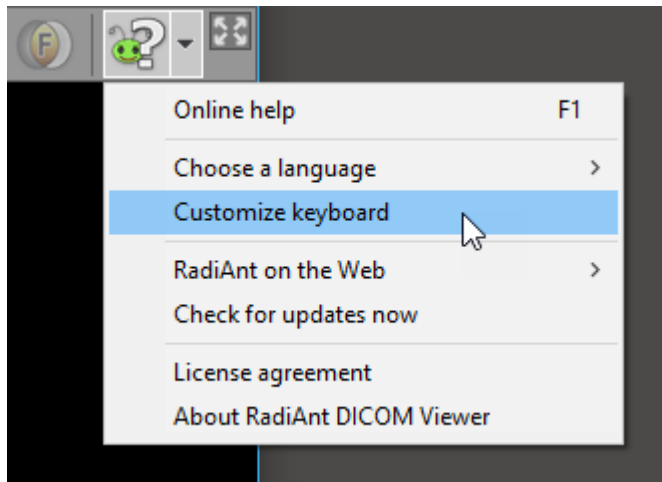 F
?
Online help F1
Choose a language >
Customize keyboard
RadiAnt on the Web >
Check for updates now
License agreement
About RadiAnt DICOM Viewer